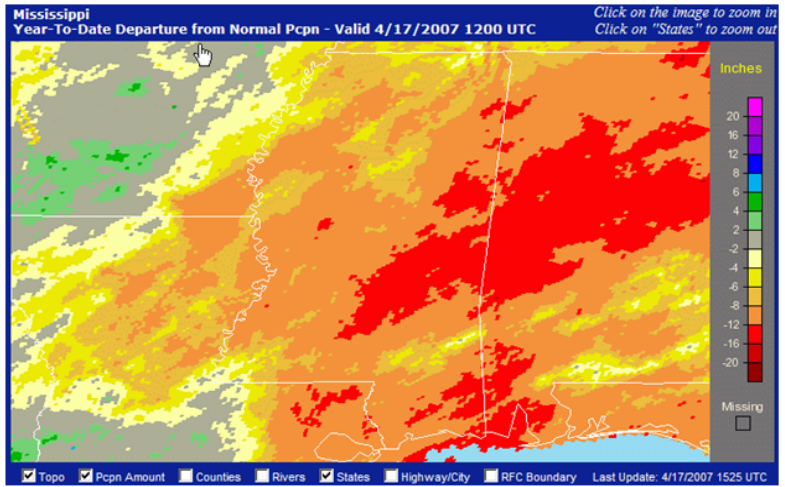 Mississippi
Year-To-Date Departure from Normal Pcpn - Valid 4/17/2007 1200 UTC
Click on the image to zoom in
Click on "States" to zoom out
Inches
20
16
12
8
6
4
2
-2
-4
-6
-8
-12
-16
-20
Missing
Topo Pcpn Amount Counties Rivers States Highway/City RFC Boundary Last Update: 4/17/2007 1525 UTC